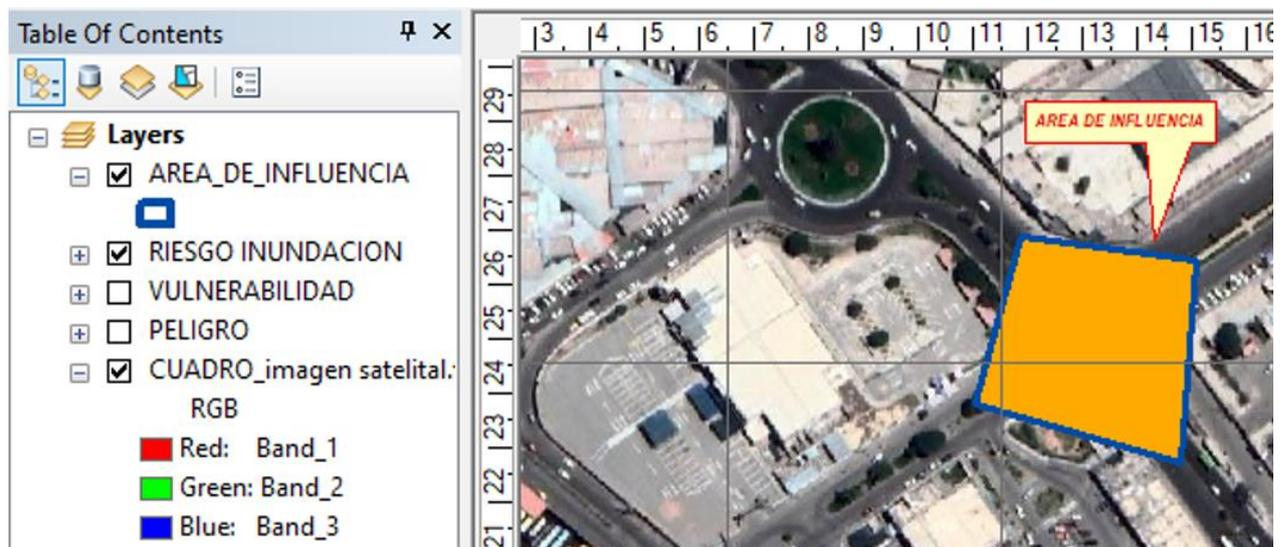 Table Of Contents
Layers
AREA_DE_INFLUENCIA
RIESGO INUNDACION
VULNERABILIDAD
PELIGRO
CUADRO_imagen satelital.
RGB
Red: Band_1
Green: Band_2
Blue: Band_3
3 4 5 6 7 8 9 10 11 12 13 14 15 16
29
28
27
26
25
24
23
22
21
AREA DE INFLUENCIA